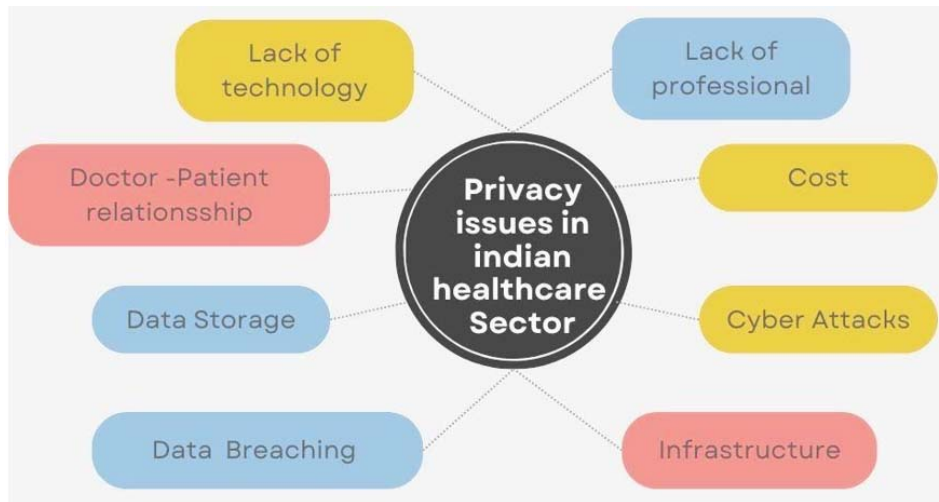 Lack of
technology
Lack of
professional
Doctor -Patient
relationsship
Privacy
issues in
indian
healthcare
Sector
Cost
Data Storage
Cyber Attacks
Data Breaching
Infrastructure